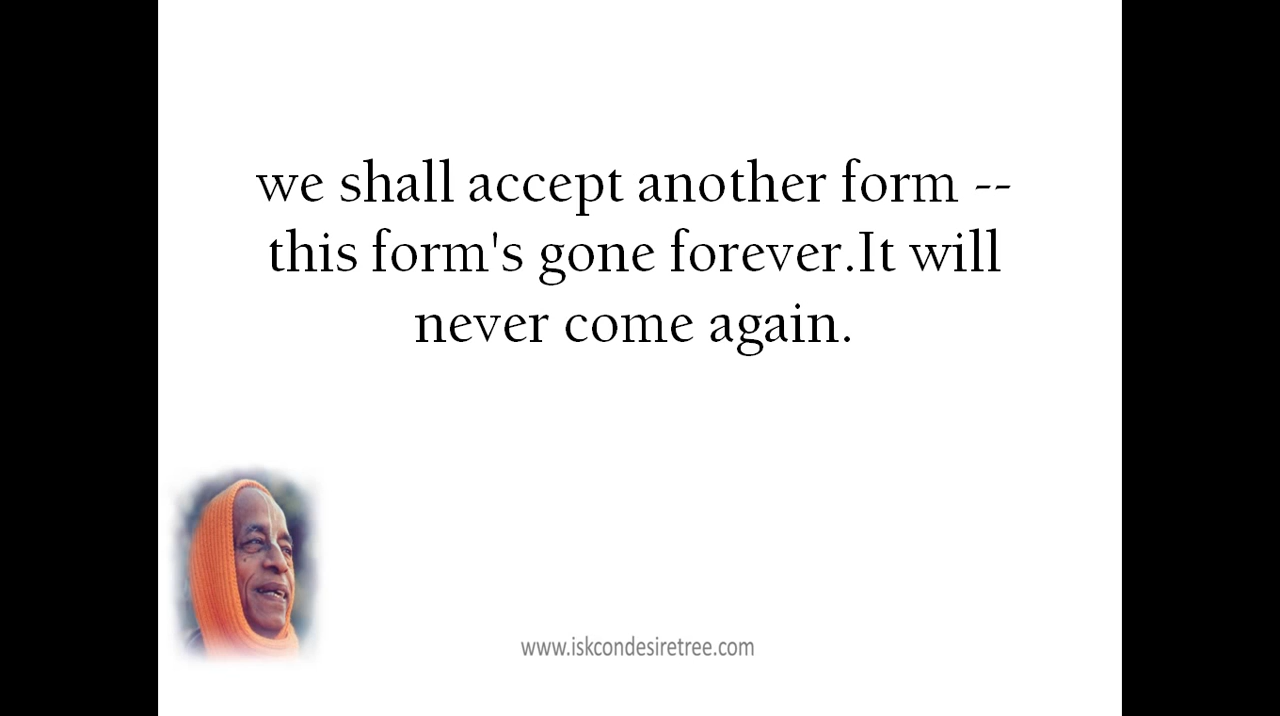 we shall accept another form --
this form's gone forever.It will
never come again.
www.iskcondesiretree.com